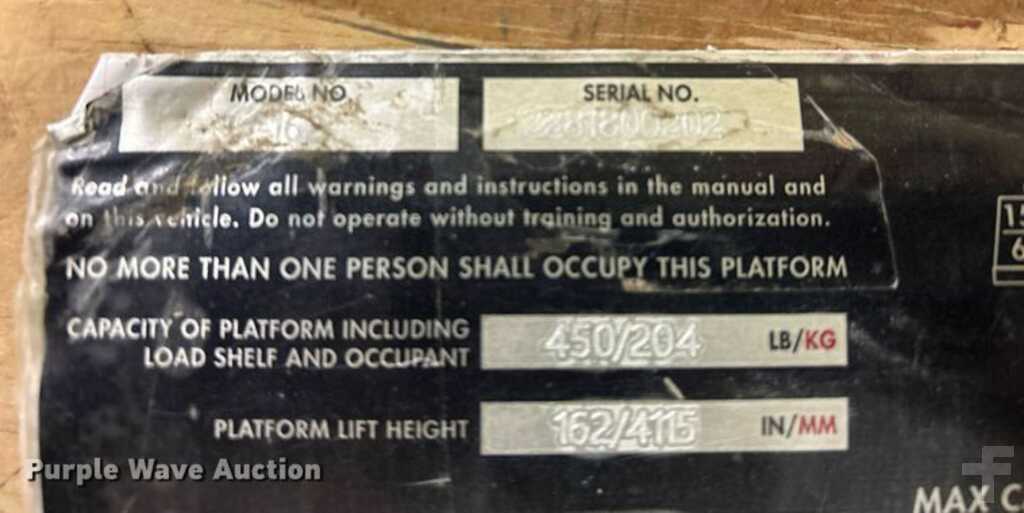 MODEL NO
SERIAL NO.
16
Read and follow all warnings and instructions in the manual and
on this vehicle. Do not operate without training and authorization.
NO MORE THAN ONE PERSON SHALL OCCUPY THIS PLATFORM
CAPACITY OF PLATFORM INCLUDING
LOAD SHELF AND OCCUPANT
450/204 LB/KG
PLATFORM LIFT HEIGHT
162/4115 IN/MM
Purple Wave Auction
MAX